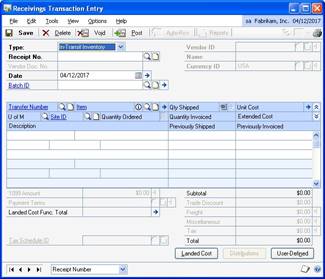 Receivings Transaction Entry
File Edit Tools View Options Help sa Fabrikam, Inc. 04/12/2017
Save Delete Void Post AutoRcv Reports
Type: In-Transit Inventory Vendor ID
Receipt No. Name
Vendor Doc. No. Currency ID USA
Date 04/12/2017
Batch ID
Transfer Number Item Qty Shipped Unit Cost
U of M Site ID Quantity Ordered Quantity Invoiced Extended Cost
Description Previously Shipped Previously Invoiced
1099 Amount $0.00 Subtotal $0.00
Payment Terms Trade Discount $0.00
Landed Cost Func. Total $0.00 Freight $0.00
Miscellaneous $0.00
Tax $0.00
Tax Schedule ID Total $0.00
Landed Cost Distributions User-Defined
Receipt Number